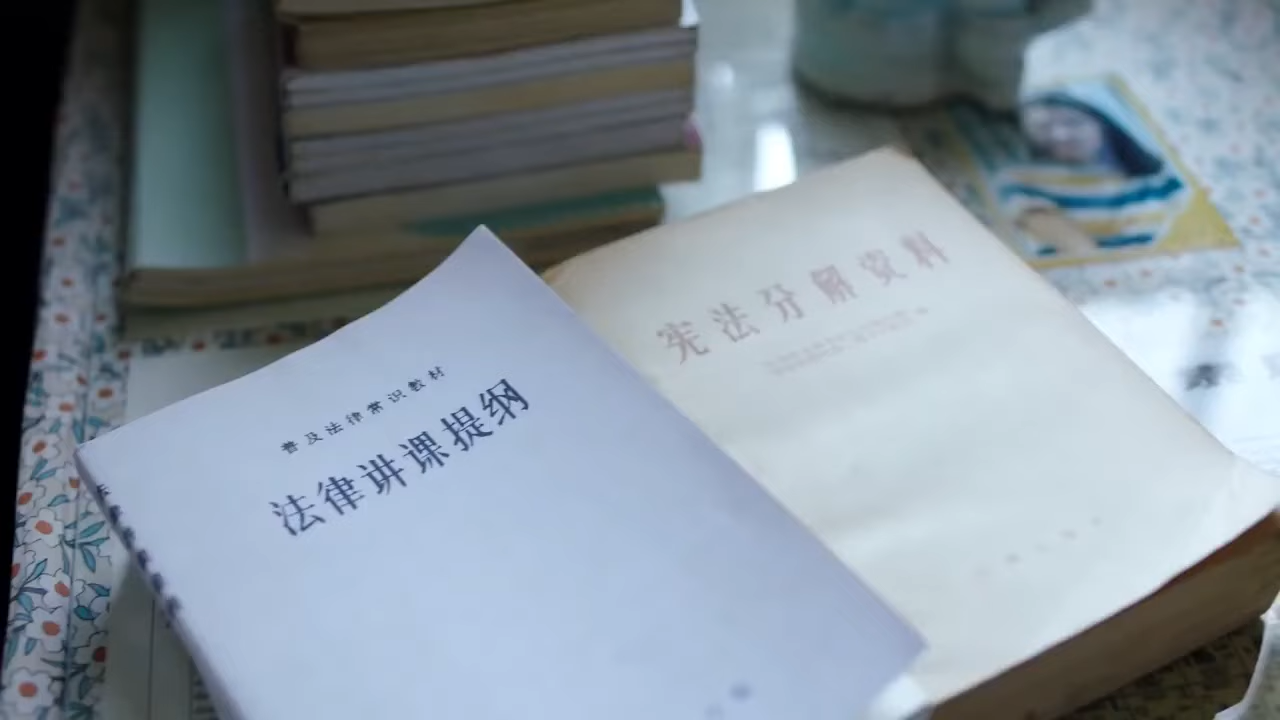 普及法律常识教材
法律讲课提纲
宪法分解资料